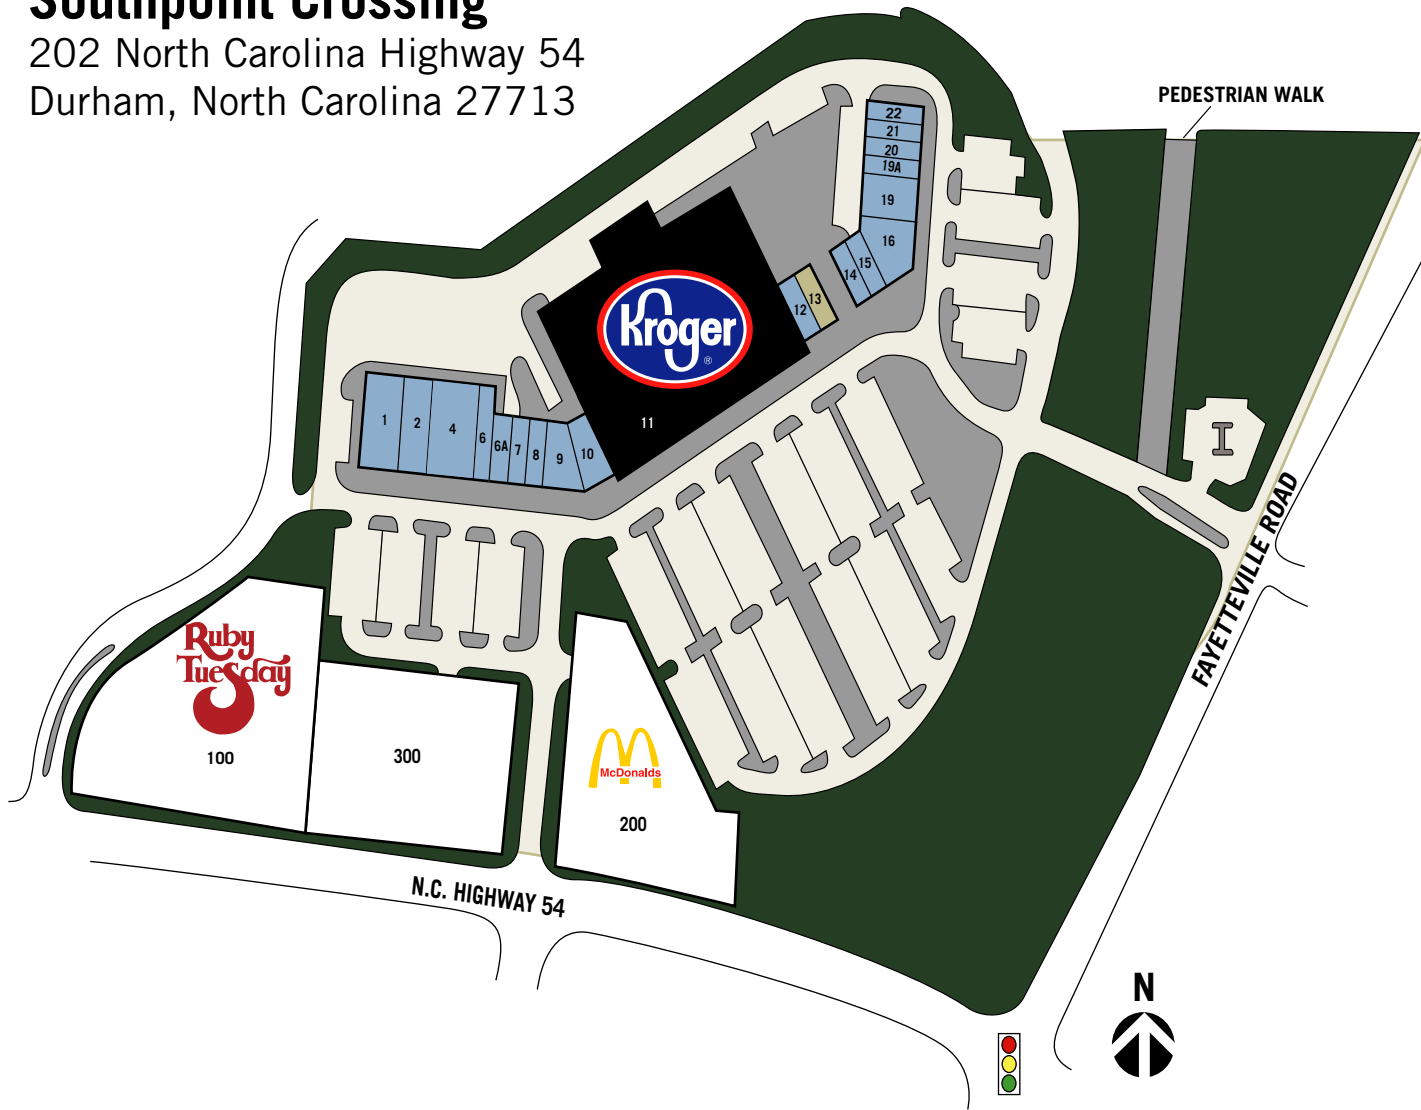 Southpoint Crossing
202 North Carolina Highway 54
Durham, North Carolina 27713
PEDESTRIAN WALK
22
21
20
19A
19
16
15
14
13
12
Kroger
®
11
1
2
4
6
6A
7
8
9
10
Ruby
Tuesday
100
300
McDonalds
200
FAYETTEVILLE ROAD
N.C. HIGHWAY 54
N